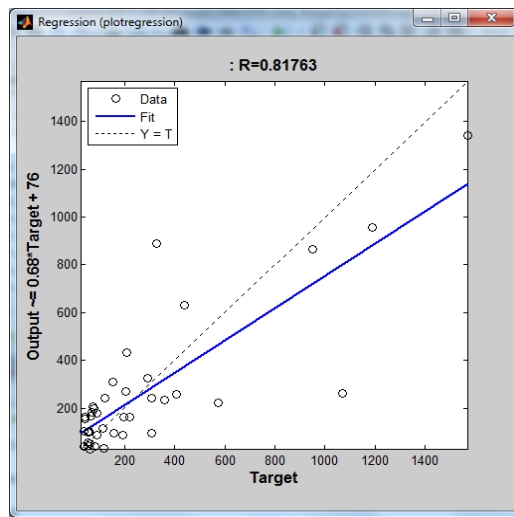 Regression (plotregression)
: R=0.81763
Data
Fit
Y = T
Output ~= 0.68*Target + 76
1400
1200
1000
800
600
400
200
200 400 600 800 1000 1200 1400
Target